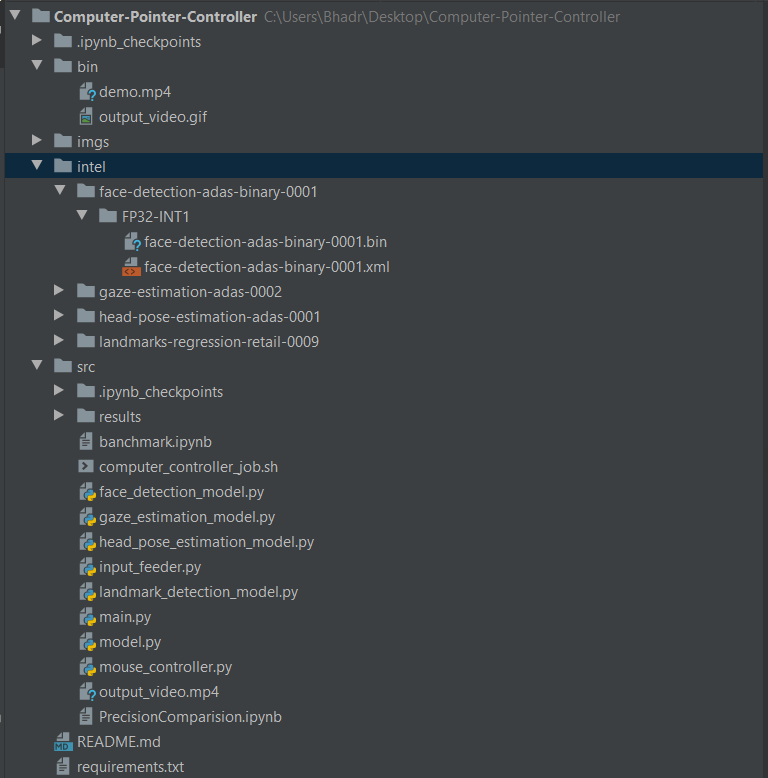 Computer-Pointer-Controller C:\Users\Bhadr\Desktop\Computer-Pointer-Controller
.ipynb_checkpoints
bin
demo.mp4
output_video.gif
imgs
intel
face-detection-adas-binary-0001
FP32-INT1
face-detection-adas-binary-0001.bin
face-detection-adas-binary-0001.xml
gaze-estimation-adas-0002
head-pose-estimation-adas-0001
landmarks-regression-retail-0009
src
.ipynb_checkpoints
results
banchmark.ipynb
computer_controller_job.sh
face_detection_model.py
gaze_estimation_model.py
head_pose_estimation_model.py
input_feeder.py
landmark_detection_model.py
main.py
model.py
mouse_controller.py
output_video.mp4
PrecisionComparision.ipynb
README.md
requirements.txt